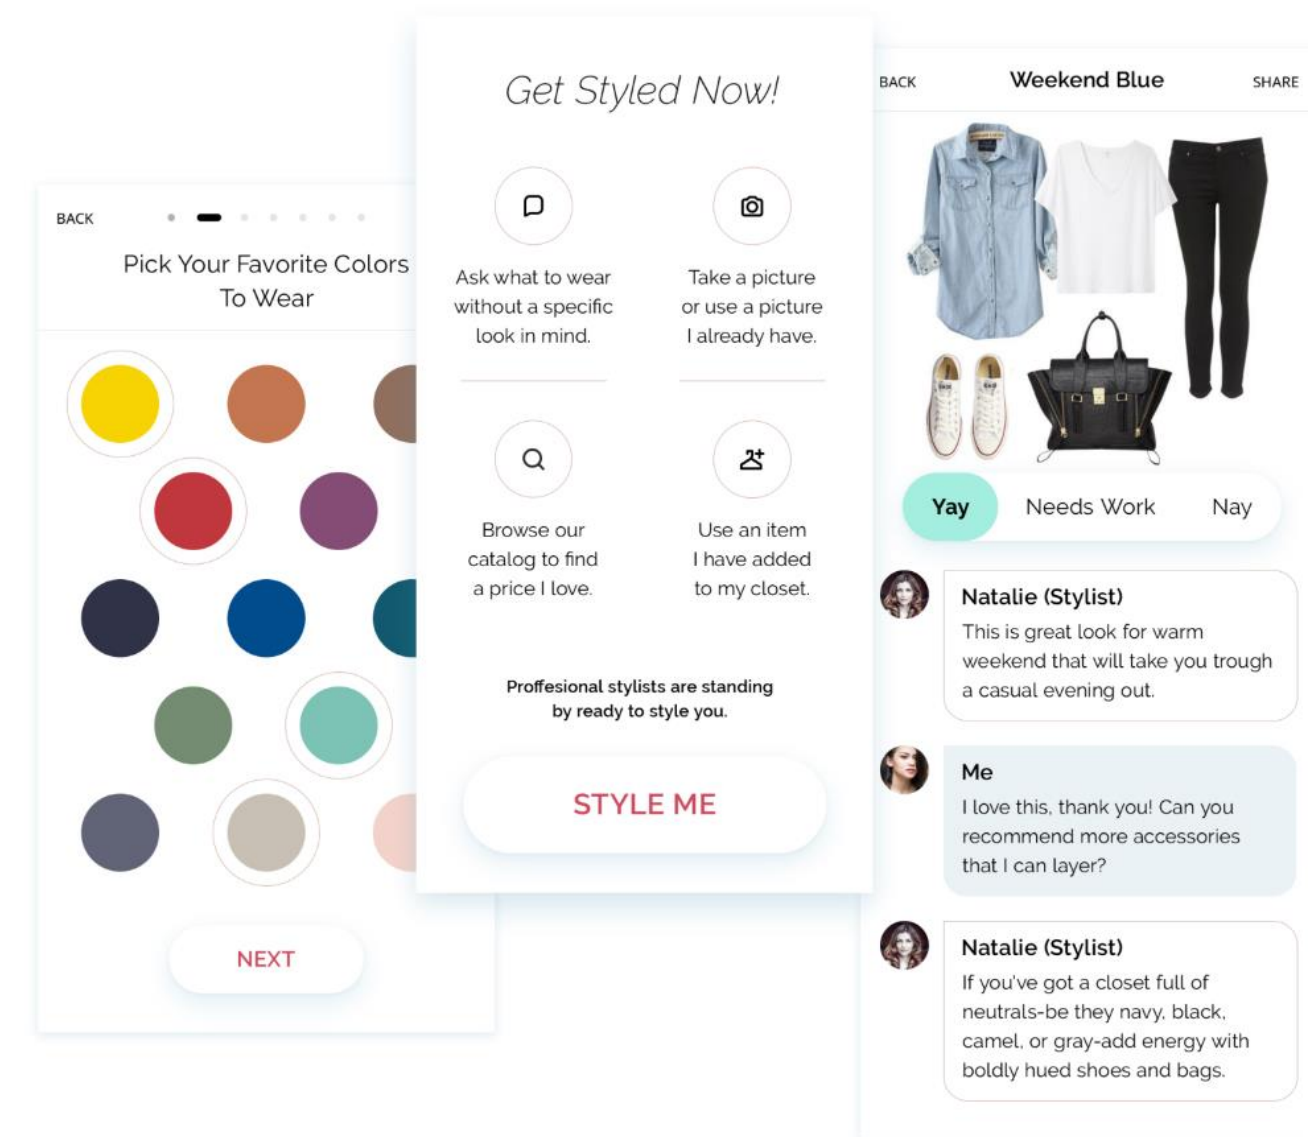 BACK
Pick Your Favorite Colors
To Wear
NEXT
Get Styled Now!
Ask what to wear
without a specific
look in mind.
Take a picture
or use a picture
I already have.
Browse our
catalog to find
a price I love.
Use an item
I have added
to my closet.
Proffesional stylists are standing
by ready to style you.
STYLE ME
BACK
Weekend Blue
SHARE
Yay
Needs Work
Nay
Natalie (Stylist)
This is great look for warm
weekend that will take you trough
a casual evening out.
Me
I love this, thank you! Can you
recommend more accessories
that I can layer?
Natalie (Stylist)
If you've got a closet full of
neutrals-be they navy, black,
camel, or gray-add energy with
boldly hued shoes and bags.